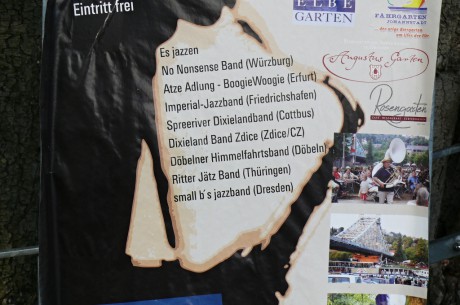 Eintritt frei
ELBE
GARTEN
FÄHRGARTEN
JOHANNSTADT
Augustus Garten
Rosengarten
Es jazzen
No Nonsense Band (Würzburg)
Atze Adlung - BoogieWoogie (Erfurt)
Imperial-Jazzband (Friedrichshafen)
Spreeriver Dixielandband (Cottbus)
Dixieland Band Zdice (Zdice/CZ)
Döbelner Himmelfahrtsband (Döbeln)
Ritter Jätz Band (Thüringen)
small b´s jazzband (Dresden)